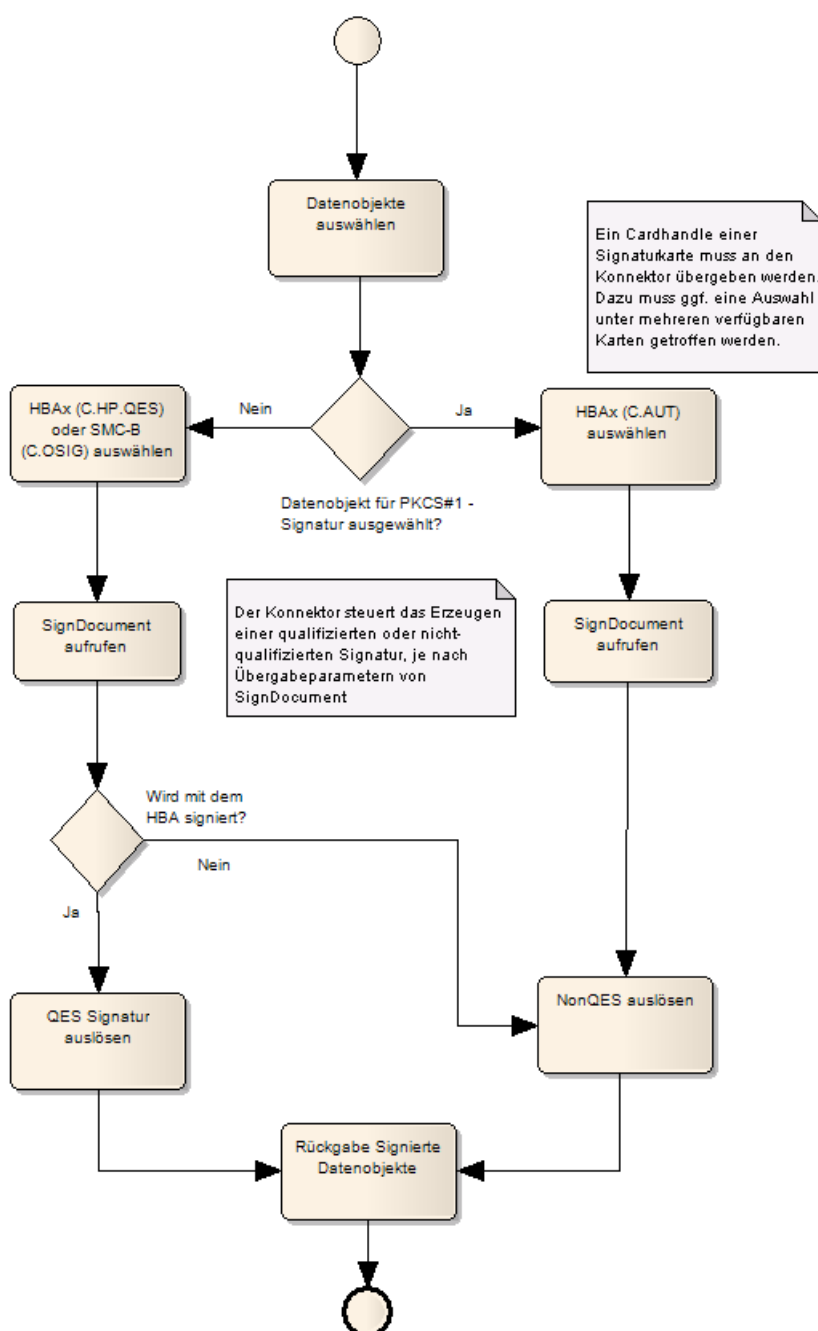 Datenobjekte
auswählen
Ein Cardhandle einer
Signaturkarte muss an den
Konnektor übergeben werden.
Dazu muss ggf. eine Auswahl
unter mehreren verfügbaren
Karten getroffen werden.
HBAx (C.HP.QES)
oder SMC-B
(C.OSIG) auswählen
Nein
Ja
HBAx (C.AUT)
auswählen
Datenobjekt für PKCS#1 -
Signatur ausgewählt?
SignDocument
aufrufen
Der Konnektor steuert das Erzeugen
einer qualifizierten oder nicht-
qualifizierten Signatur, je nach
Übergabeparametern von
SignDocument
SignDocument
aufrufen
Wird mit dem
HBA signiert?
Nein
Ja
QES Signatur
auslösen
NonQES auslösen
Rückgabe Signierte
Datenobjekte